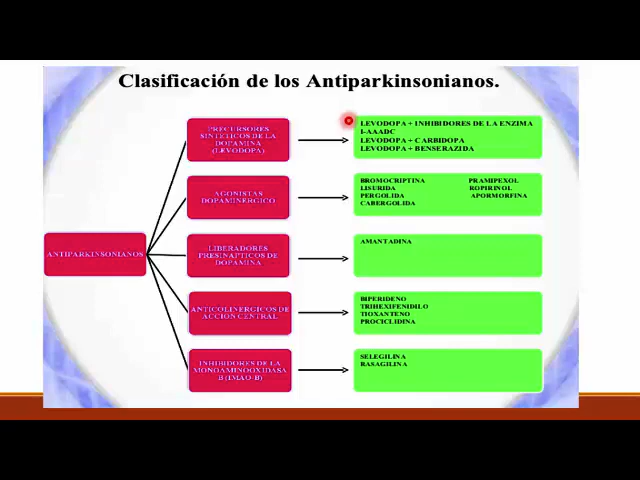 Clasificación de los Antiparkinsonianos.
ANTIPARKINSONIANOS
PRECURSORES
SINTETICOS DE LA
DOPAMINA
(LEVODOPA)
LEVODOPA + INHIBIDORES DE LA ENZIMA
l-AAADC
LEVODOPA + CARBIDOPA
LEVODOPA + BENSERAZIDA
AGONISTAS
DOPAMINERGICO
BROMOCRIPTINA PRAMIPEXOL
LISURIDA ROPIRINOL
PERGOLIDA APORMORFINA
CABERGOLIDA
LIBERADORES
PRESINAPTICOS DE
DOPAMINA
AMANTADINA
ANTICOLINERGICOS DE
ACCION CENTRAL
BIPERIDENO
TRIHEXIFENIDILO
TIOXANTENO
PROCICLIDINA
INHIBIDORES DE LA
MONOAMINOOXIDASA
B (IMAO-B)
SELEGILINA
RASAGILINA